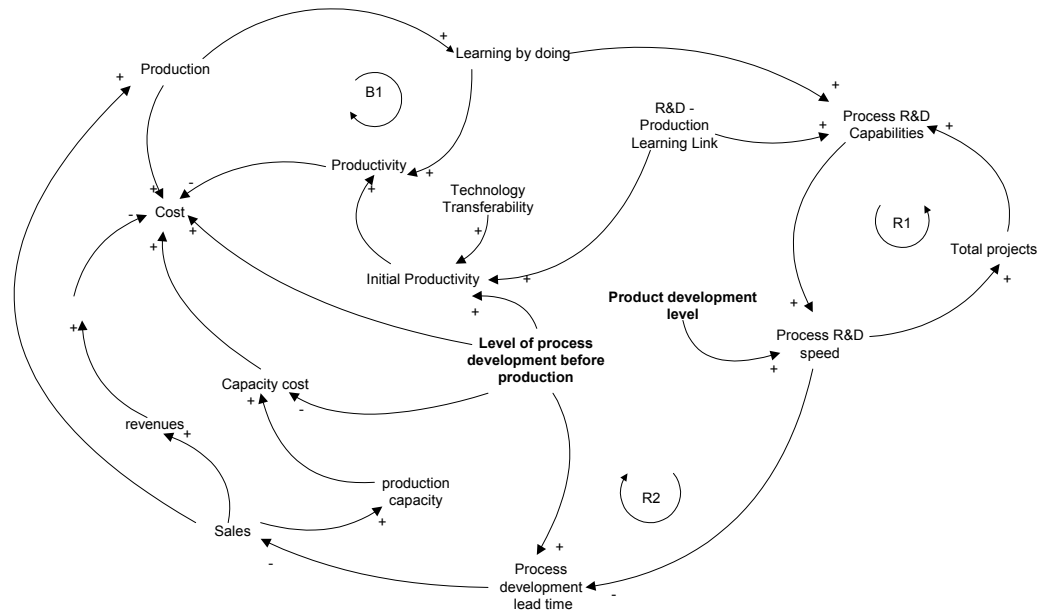 +
Learning by doing
+
Production
B1
+
R&D -
Production
Learning Link
+
+
Process R&D
Capabilities
+
Productivity
-
+
+
+
Technology
Transferability
+
Cost
-
+
+
R1
Total projects
+
Initial Productivity
+
+
Product development
level
+
Process R&D
speed
+
+
Level of process
development before
production
Capacity cost
+
-
revenues
+
production
capacity
+
R2
Sales
+
-
Process
development
lead time
-